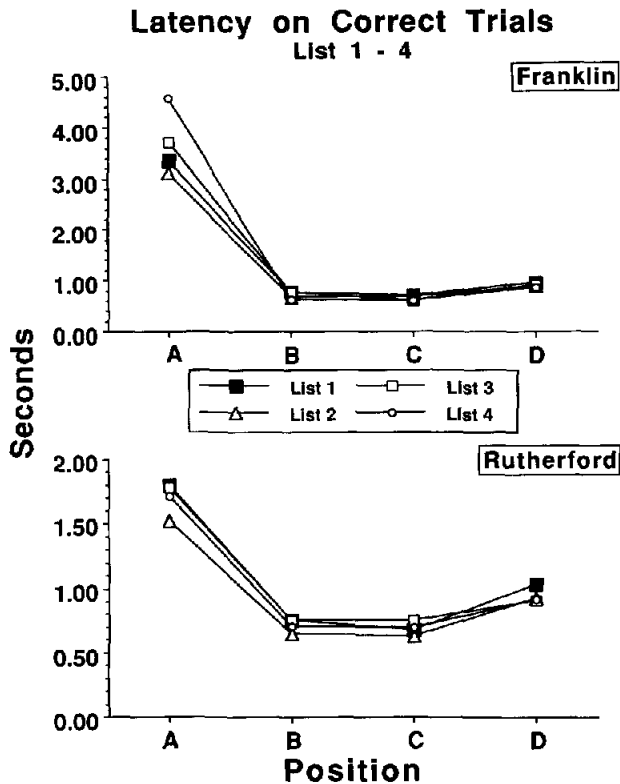 Latency on Correct Trials
List 1 - 4
Franklin
5.00
4.00
3.00
2.00
1.00
0.00
A B C D
Seconds
List 1 List 3
List 2 List 4
Rutherford
2.00
1.50
1.00
0.50
0.00
A B C D
Position